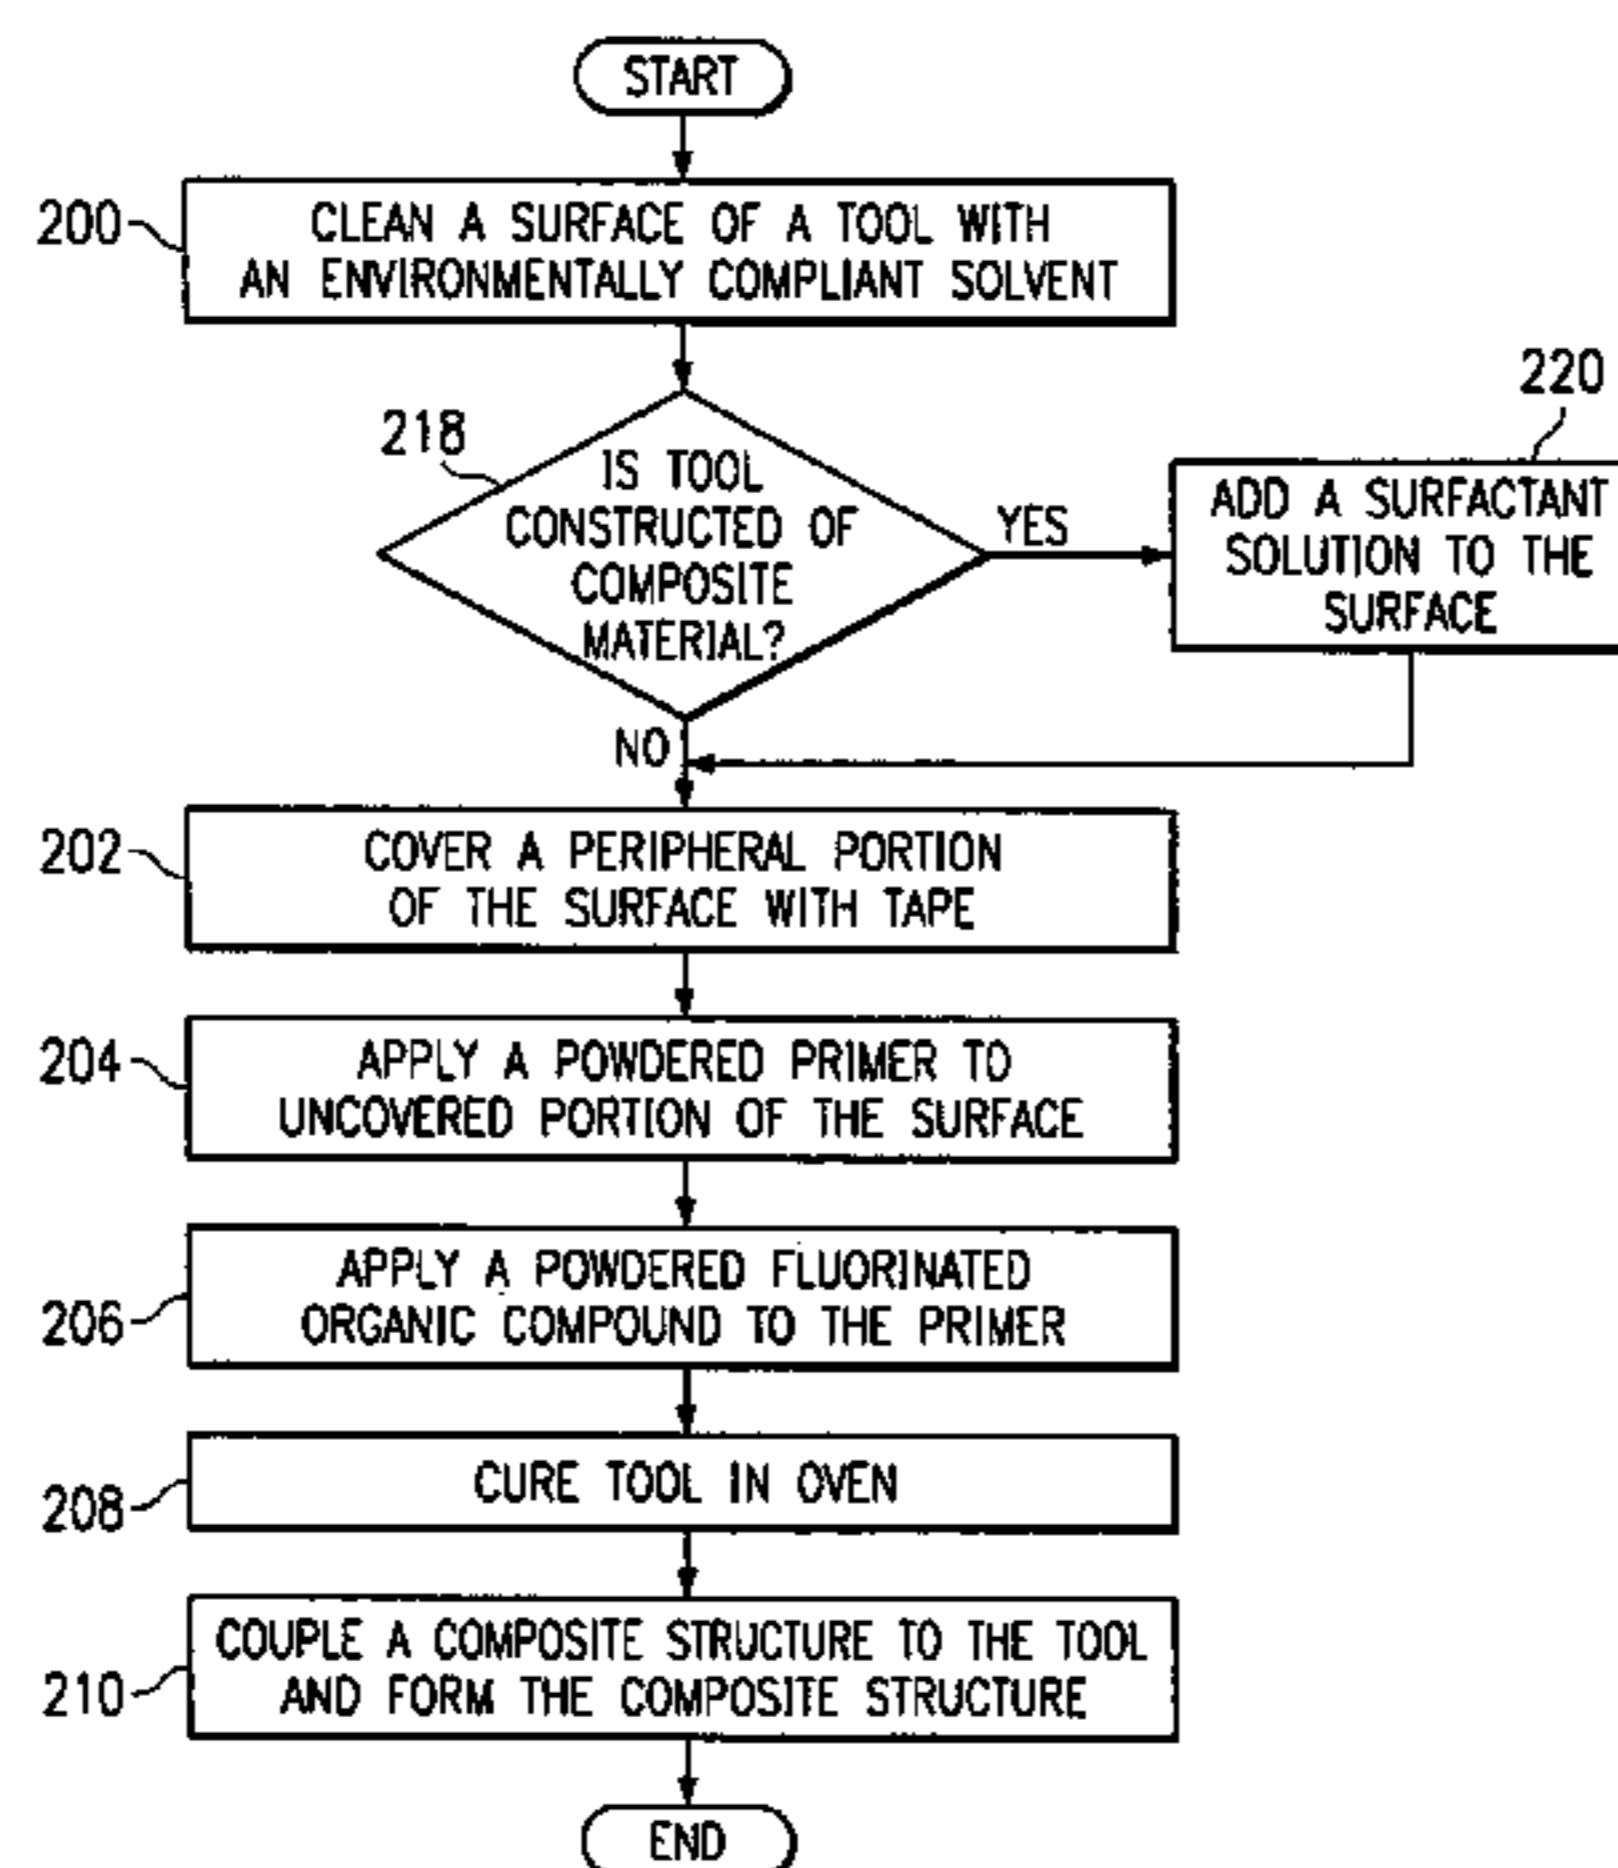 START
200
CLEAN A SURFACE OF A TOOL WITH
AN ENVIRONMENTALLY COMPLIANT SOLVENT
218
IS TOOL
CONSTRUCTED OF
COMPOSITE
MATERIAL?
YES
220
ADD A SURFACTANT
SOLUTION TO THE
SURFACE
NO
202
COVER A PERIPHERAL PORTION
OF THE SURFACE WITH TAPE
204
APPLY A POWDERED PRIMER TO
UNCOVERED PORTION OF THE SURFACE
206
APPLY A POWDERED FLUORINATED
ORGANIC COMPOUND TO THE PRIMER
208
CURE TOOL IN OVEN
210
COUPLE A COMPOSITE STRUCTURE TO THE TOOL
AND FORM THE COMPOSITE STRUCTURE
END